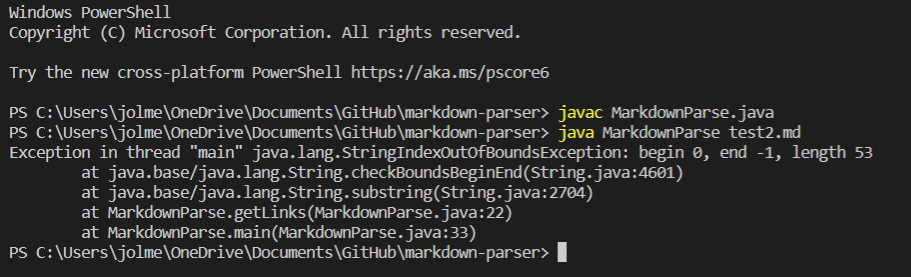 Windows PowerShell
Copyright (C) Microsoft Corporation. All rights reserved.
Try the new cross-platform PowerShell https://aka.ms/pscore6
PS C:\Users\jolme\OneDrive\Documents\GitHub\markdown-parser> javac MarkdownParse.java
PS C:\Users\jolme\OneDrive\Documents\GitHub\markdown-parser> java MarkdownParse test2.md
Exception in thread "main" java.lang.StringIndexOutOfBoundsException: begin 0, end -1, length 53
        at java.base/java.lang.String.checkBoundsBeginEnd(String.java:4601)
        at java.base/java.lang.String.substring(String.java:2704)
        at MarkdownParse.getLinks(MarkdownParse.java:22)
        at MarkdownParse.main(MarkdownParse.java:33)
PS C:\Users\jolme\OneDrive\Documents\GitHub\markdown-parser>